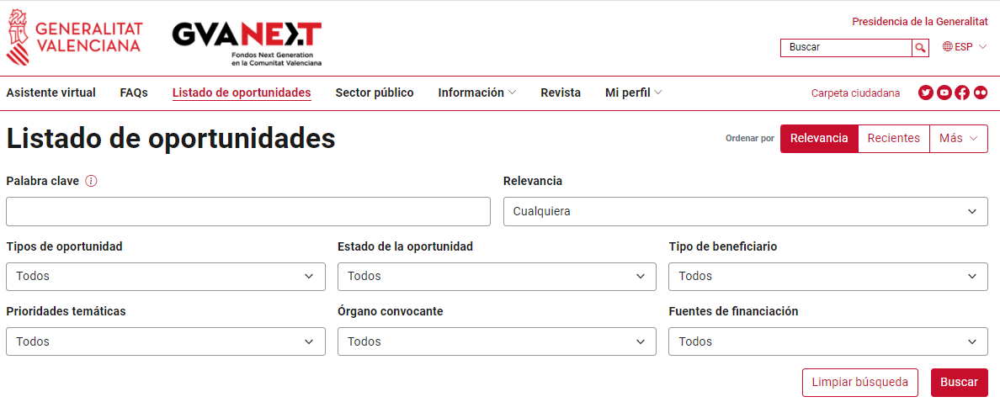 GENERALITAT
VALENCIANA
GVANEXT
Fondos Next Generation
en la Comunitat Valenciana
Presidencia de la Generalitat
Buscar
ESP
Asistente virtual FAQs Listado de oportunidades Sector público Información Revista Mi perfil Carpeta ciudadana
Listado de oportunidades
Ordenar por Relevancia Recientes Más
Palabra clave Relevancia
Cualquiera
Tipos de oportunidad Estado de la oportunidad Tipo de beneficiario
Todos Todos Todos
Prioridades temáticas Órgano convocante Fuentes de financiación
Todos Todos Todos
Limpiar búsqueda Buscar